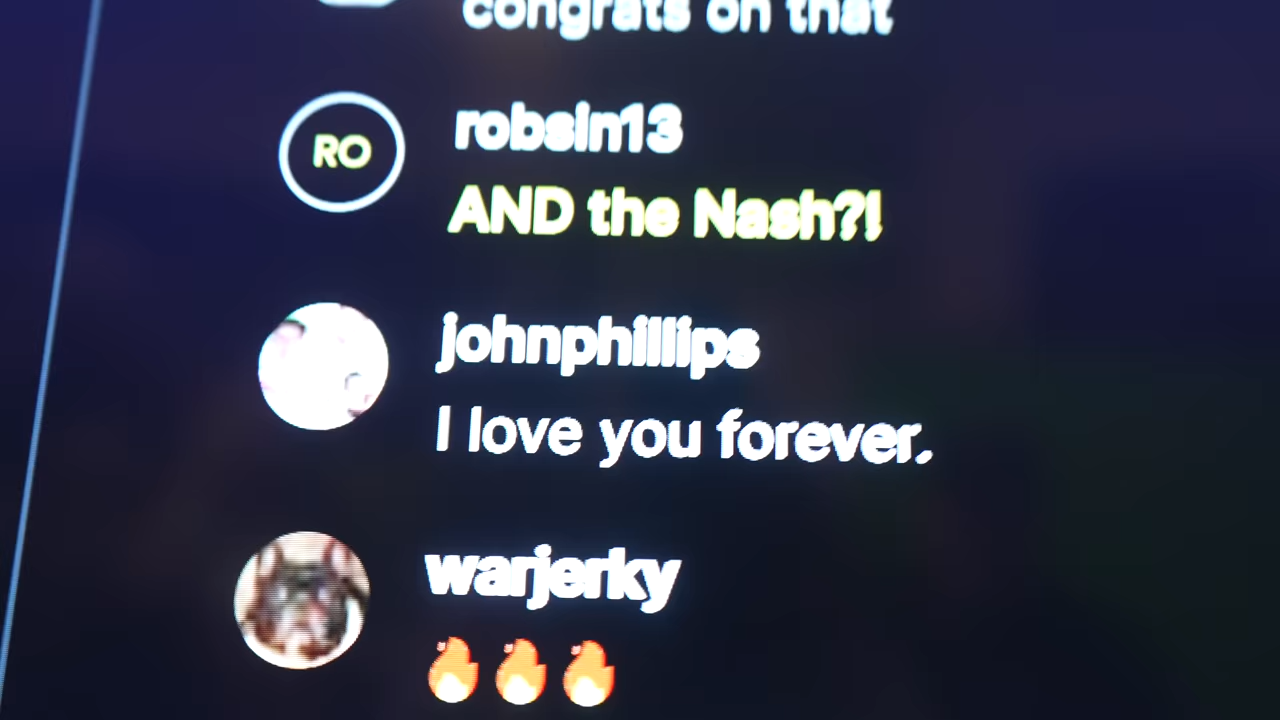 congrats on that
robsin13
RO
AND the Nash?!
johnphillips
I love you forever.
warjerky
🔥🔥🔥